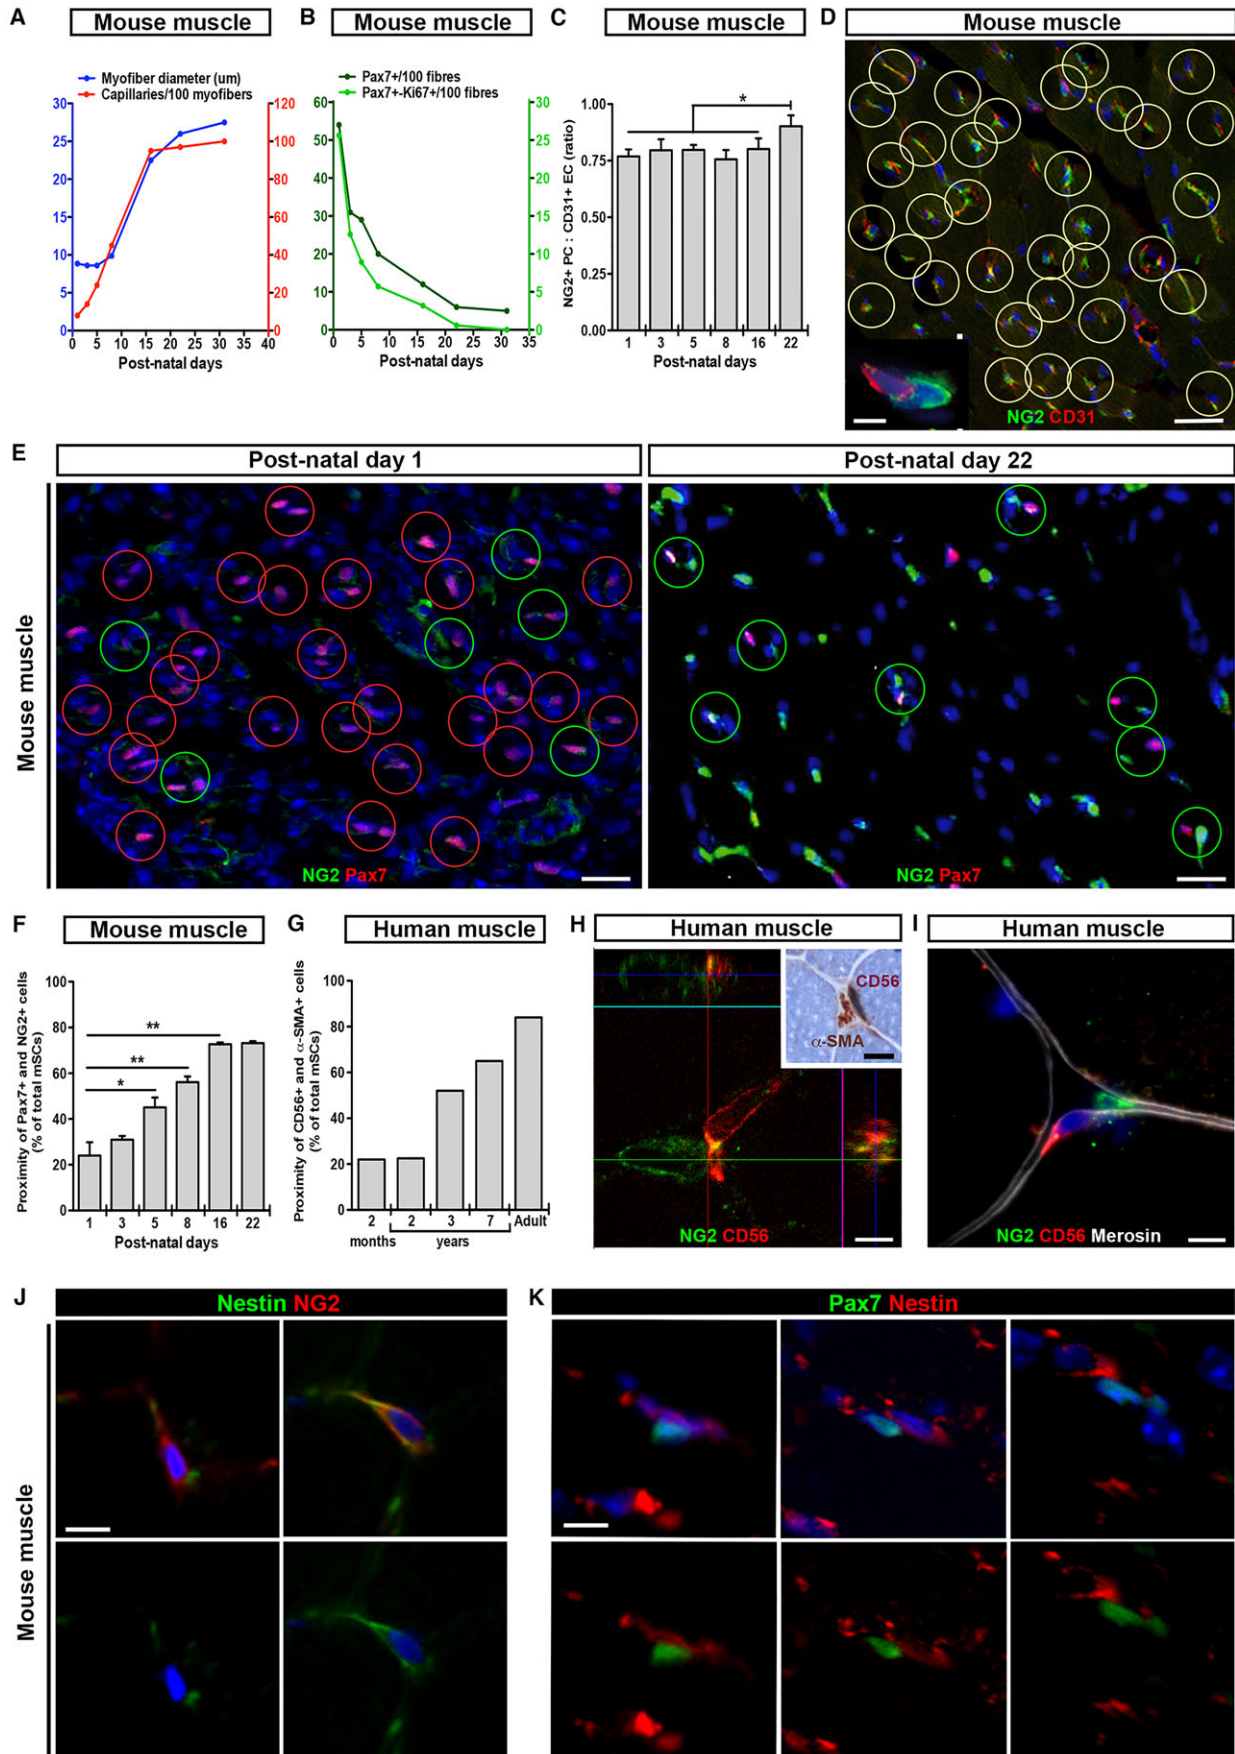 A
Mouse muscle
Myofiber diameter (um)
Capillaries/100 myofibers
30
25
20
15
10
5
0
120
100
80
60
40
20
0
0 5 10 15 20 25 30 35 40
Post-natal days
B
Mouse muscle
Pax7+/100 fibres
Pax7+-Ki67+/100 fibres
60
50
40
30
20
10
0
30
25
20
15
10
5
0
0 5 10 15 20 25 30 35
Post-natal days
C
Mouse muscle
NG2+ PC : CD31+ EC (ratio)
1.00
0.75
0.50
0.25
0.00
*
1 3 5 8 16 22
Post-natal days
D
Mouse muscle
NG2 CD31
E
Post-natal day 1
Post-natal day 22
Mouse muscle
NG2 Pax7
NG2 Pax7
F
Mouse muscle
Proximity of Pax7+ and NG2+ cells
(% of total mSCs)
100
80
60
40
20
0
**
**
*
1 3 5 8 16 22
Post-natal days
G
Human muscle
Proximity of CD56+ and α-SMA+ cells
(% of total mSCs)
100
80
60
40
20
0
2 2 3 7 Adult
months years
H
Human muscle
CD56
α-SMA
NG2 CD56
I
Human muscle
NG2 CD56 Merosin
J
Nestin NG2
K
Pax7 Nestin
Mouse muscle